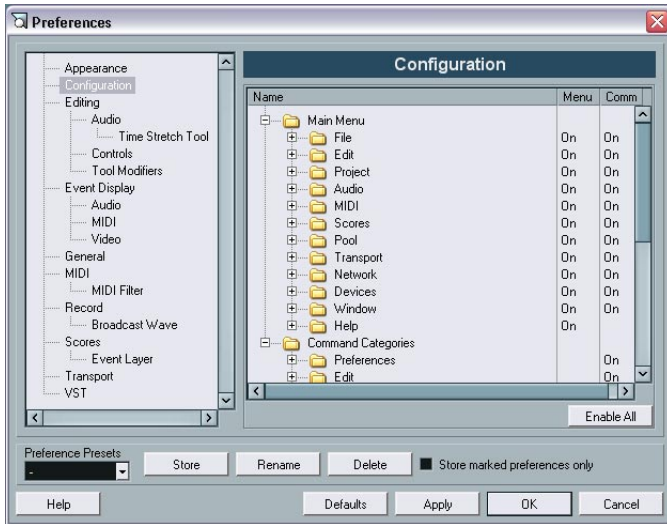 Preferences
Appearance
Configuration
Editing
Audio
Time Stretch Tool
Controls
Tool Modifiers
Event Display
Audio
MIDI
Video
General
MIDI
MIDI Filter
Record
Broadcast Wave
Scores
Event Layer
Transport
VST
Configuration
Name Menu Comm
Main Menu
File On On
Edit On On
Project On On
Audio On On
MIDI On On
Scores On On
Pool On On
Transport On On
Network On On
Devices On On
Window On On
Help On
Command Categories
Preferences On
Edit On
Enable All
Preference Presets
-
Store Rename Delete Store marked preferences only
Help Defaults Apply OK Cancel